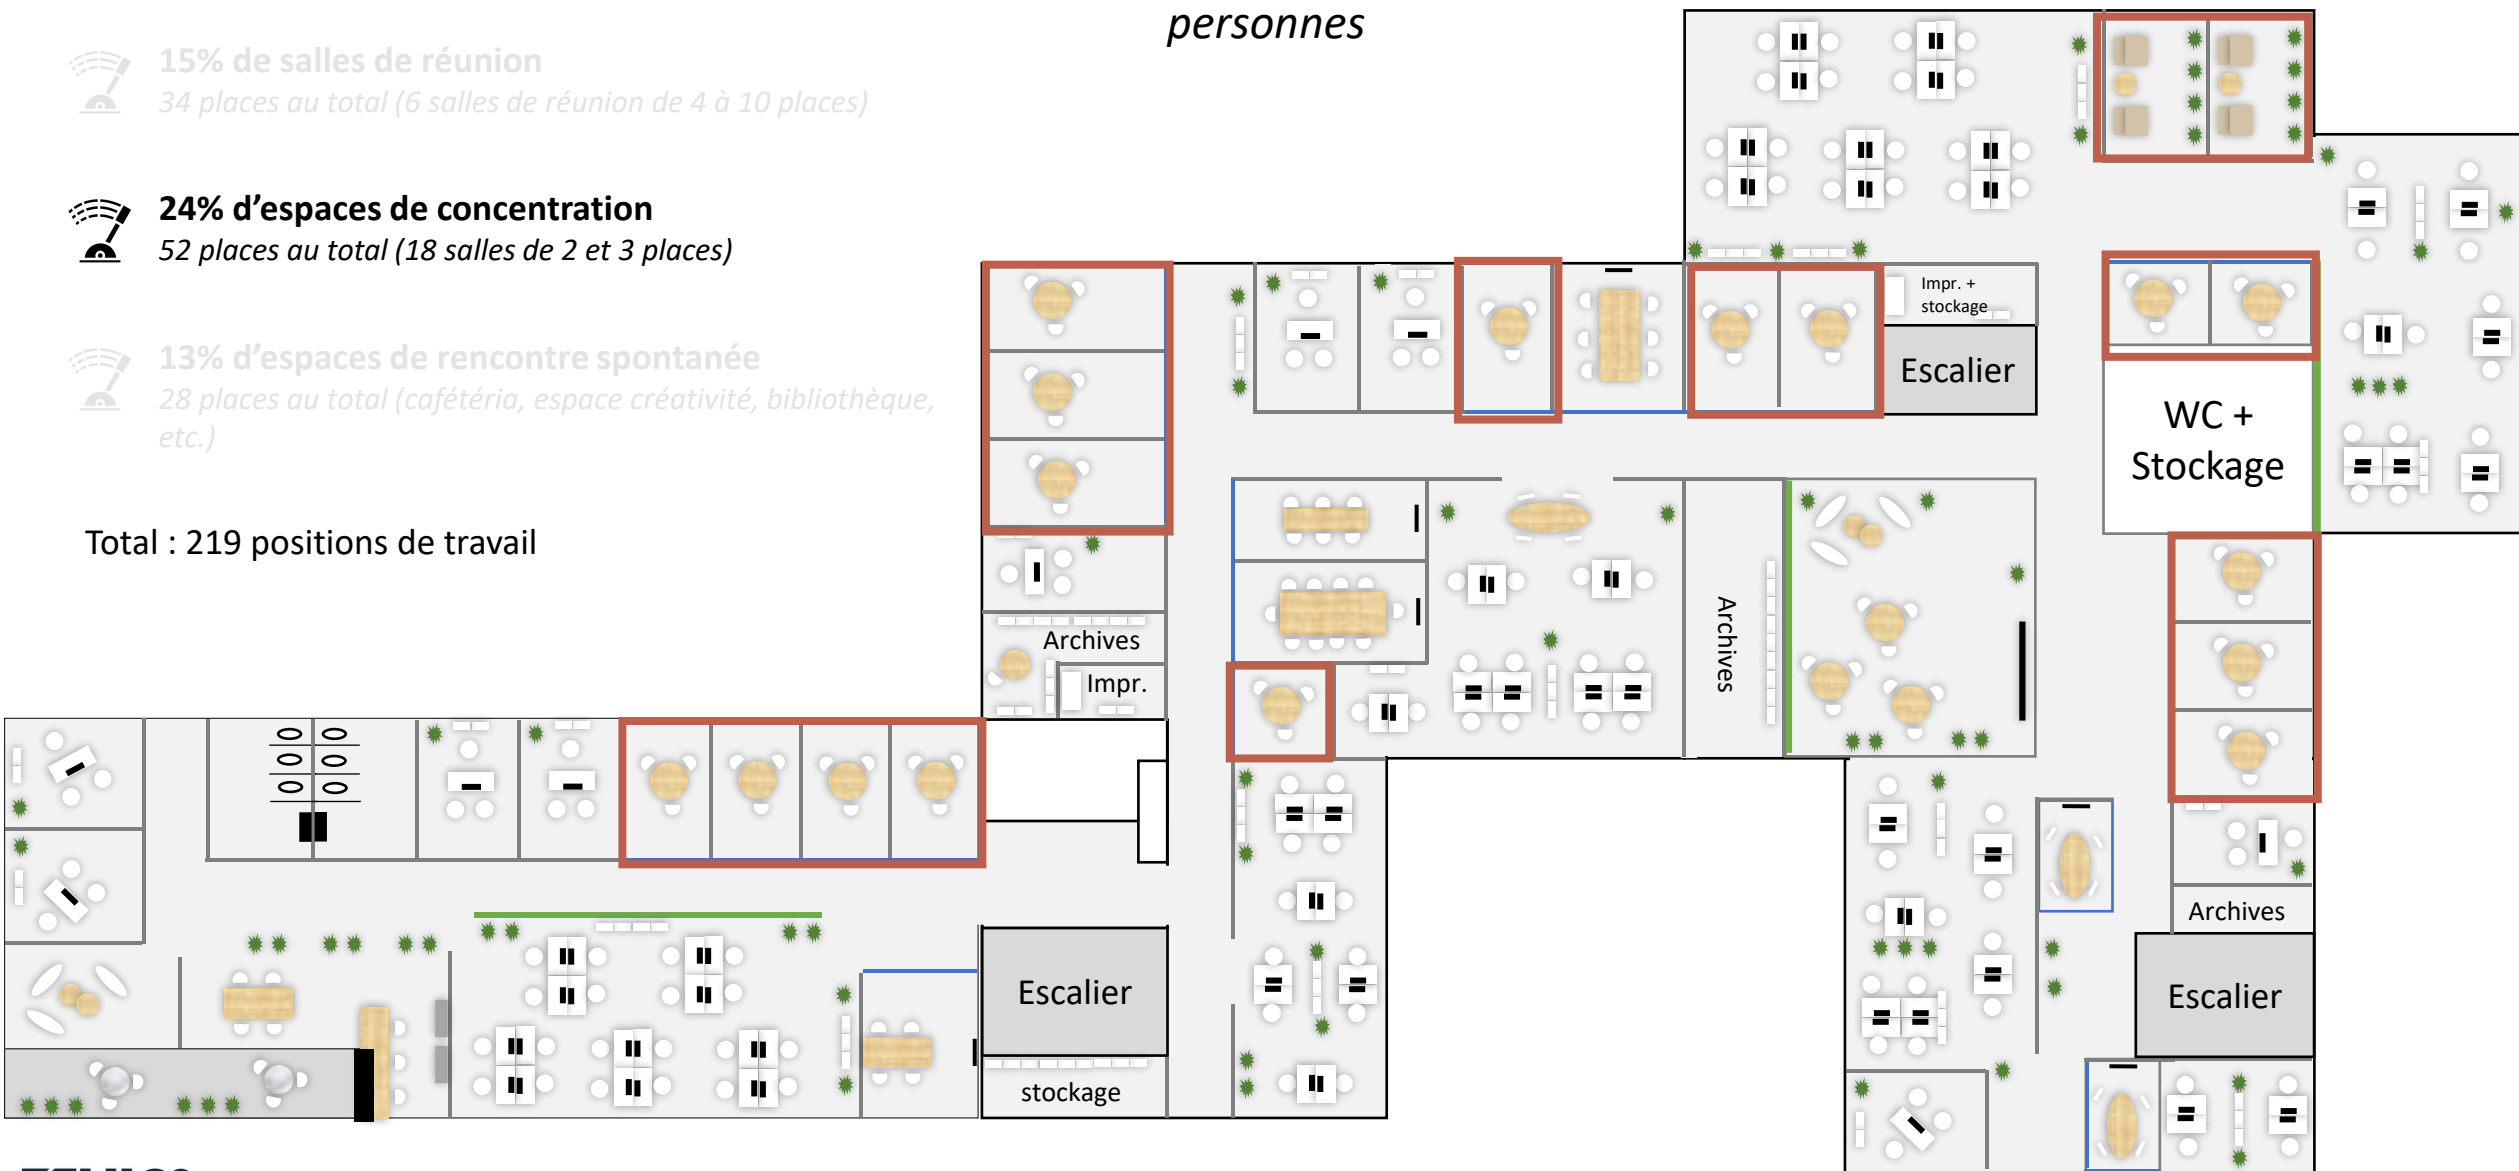 personnes
15% de salles de réunion
34 places au total (6 salles de réunion de 4 à 10 places)
24% d’espaces de concentration
52 places au total (18 salles de 2 et 3 places)
13% d’espaces de rencontre spontanée
28 places au total (cafétéria, espace créativité, bibliothèque,
etc.)
Total : 219 positions de travail
Impr. +
stockage
Escalier
WC +
Stockage
Archives
Impr.
Archives
Archives
Escalier
Escalier
stockage